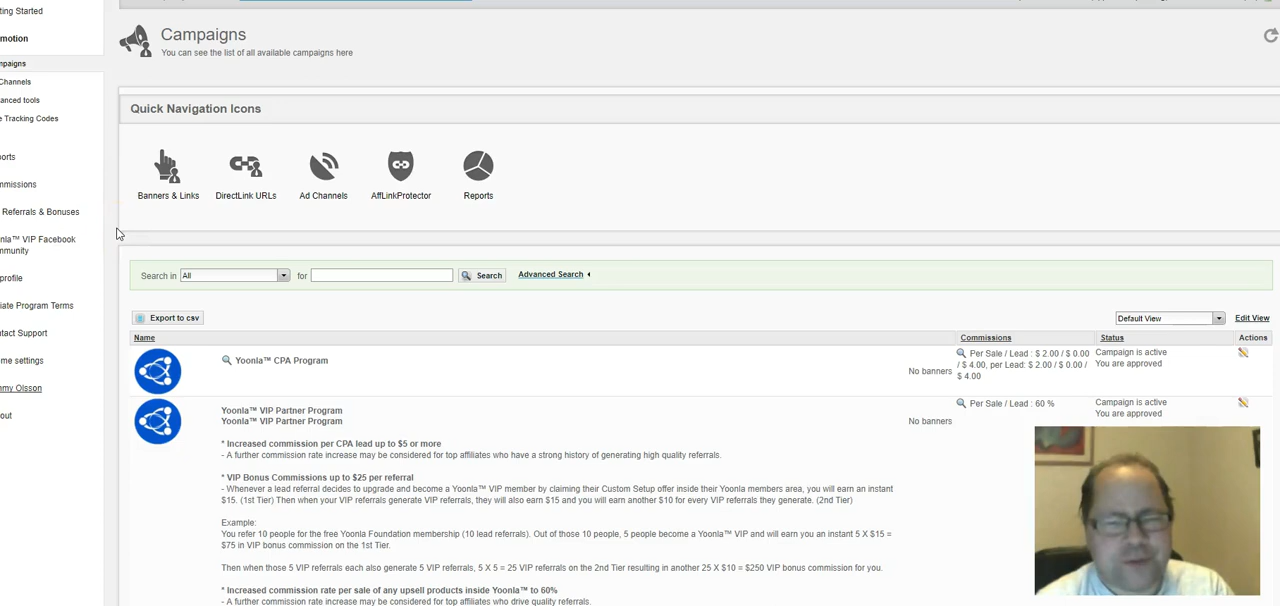 ting Started
motion
mpaigns
Channels
anced tools
e Tracking Codes
orts
mmissions
Referrals & Bonuses
nla™ VIP Facebook
mmunity
profile
iate Program Terms
ntact Support
me settings
mmy Olsson
out
Campaigns
You can see the list of all available campaigns here
Quick Navigation Icons
Banners & Links
DirectLink URLs
Ad Channels
AffLinkProtector
Reports
Search in All for Search Advanced Search
Export to csv
Default View Edit View
Name Commissions Status Actions
Yoonla™ CPA Program
No banners
Per Sale / Lead : $ 2.00 / $ 0.00
/ $ 4.00, per Lead: $ 2.00 / $ 0.00 /
$ 4.00
Campaign is active
You are approved
Yoonla™ VIP Partner Program
Yoonla™ VIP Partner Program
No banners
Per Sale / Lead : 60 %
Campaign is active
You are approved
* Increased commission per CPA lead up to $5 or more
- A further commission rate increase may be considered for top affiliates who have a strong history of generating high quality referrals.
* VIP Bonus Commissions up to $25 per referral
- Whenever a lead referral decides to upgrade and become a Yoonla™ VIP member by claiming their Custom Setup offer inside their Yoonla members area, you will earn an instant
$15. (1st Tier) Then when your VIP referrals generate VIP referrals, they will also earn $15 and you will earn another $10 for every VIP referrals they generate. (2nd Tier)
Example:
You refer 10 people for the free Yoonla Foundation membership (10 lead referrals). Out of those 10 people, 5 people become a Yoonla™ VIP and will earn you an instant 5 X $15 =
$75 in VIP bonus commission on the 1st Tier.
Then when those 5 VIP referrals each also generate 5 VIP referrals, 5 X 5 = 25 VIP referrals on the 2nd Tier resulting in another 25 X $10 = $250 VIP bonus commission for you.
* Increased commission rate per sale of any upsell products inside Yoonla™ to 60%
- A further commission rate increase may be considered for top affiliates who drive quality referrals.